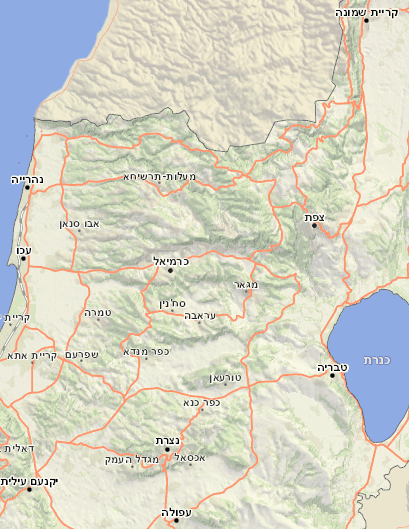 קריית שמונה
נהרייה
מעלות-תרשיחא
צפת
אבו סנאן
עכו
כרמיאל
מגאר
סח'נין
עראבה
טמרה
קריית
כנרת
שפרעם
קריית אתא
כפר מנדא
טבריה
טורעאן
כפר כנא
נצרת
דאלית א
מגדל העמק
אכסאל
יקנעם עילית
עפולה